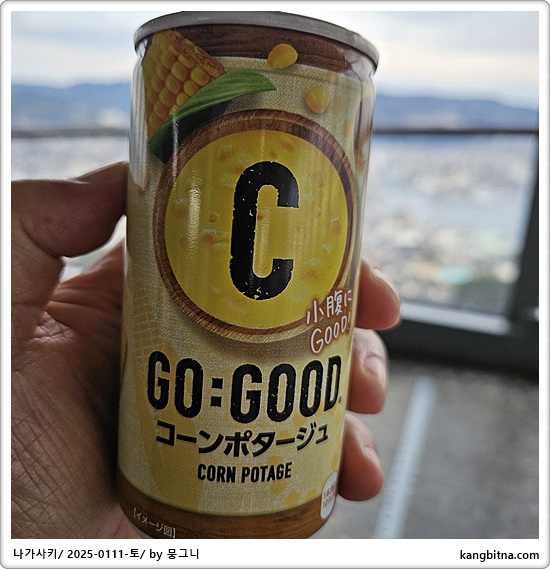 C
小腹に
GOOD!
GO:GOOD®
コーンポタージュ
CORN POTAGE
[イメージ図]
나가사키/ 2025-0111-토/ by 뭉그니
kangbitna.com